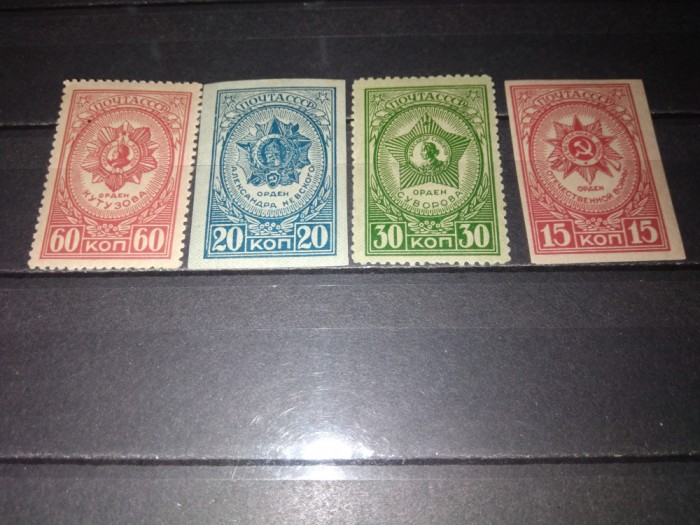 ПОЧТА СССР
ОРДЕН
КУТУЗОВА
60 КОП 60
ПОЧТА СССР
ОРДЕН
АЛЕКСАНДРА НЕВСКОГО
20 КОП 20
ПОЧТА СССР
ОРДЕН
СУВОРОВА
30 КОП 30
ПОЧТА СССР
ОРДЕН
ОТЕЧЕСТВЕННОЙ
15 КОП 15